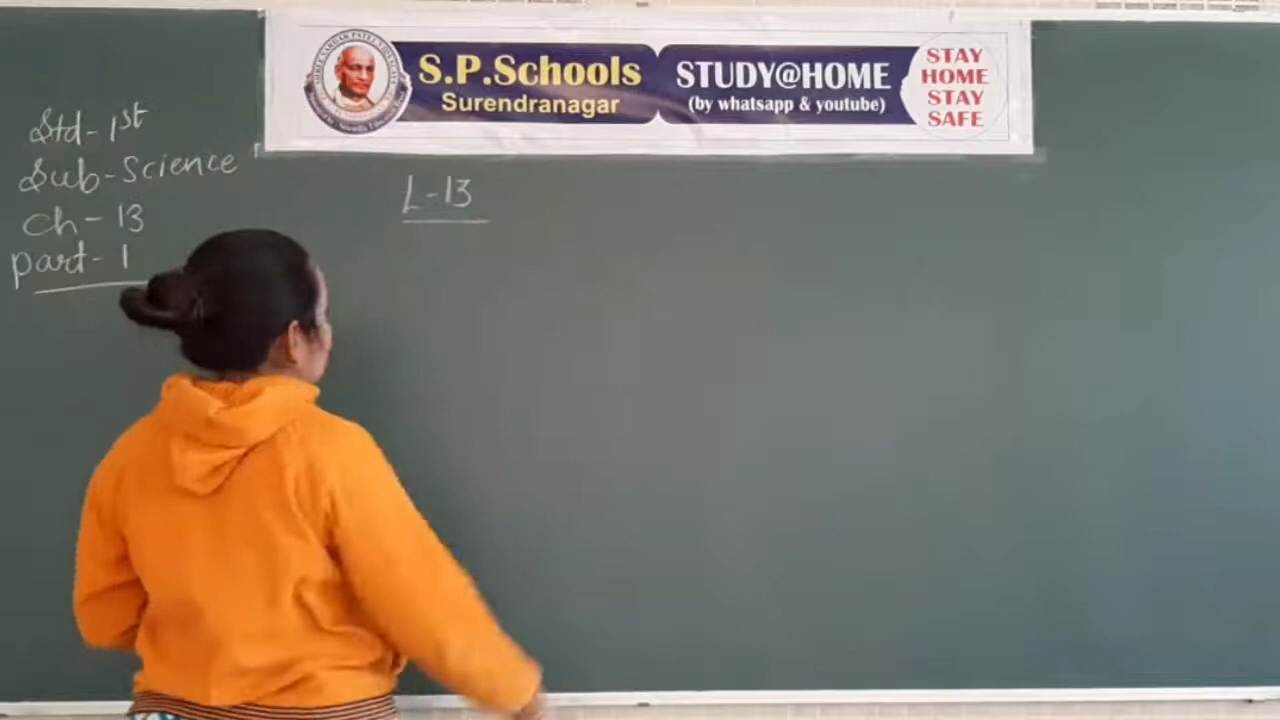 S.P.Schools
Surendranagar
STUDY@HOME
(by whatsapp & youtube)
STAY
HOME
STAY
SAFE
Std-1st
Sub-Science
Ch-13
part-1
L-13